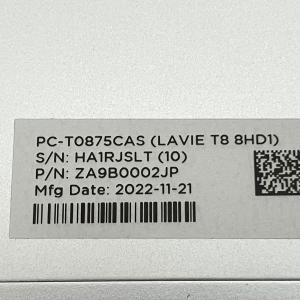 PC-T0875CAS (LAVIE T8 8HD1)
S/N: HA1RJSLT (10)
P/N: ZA9B0002JP
Mfg Date: 2022-11-21